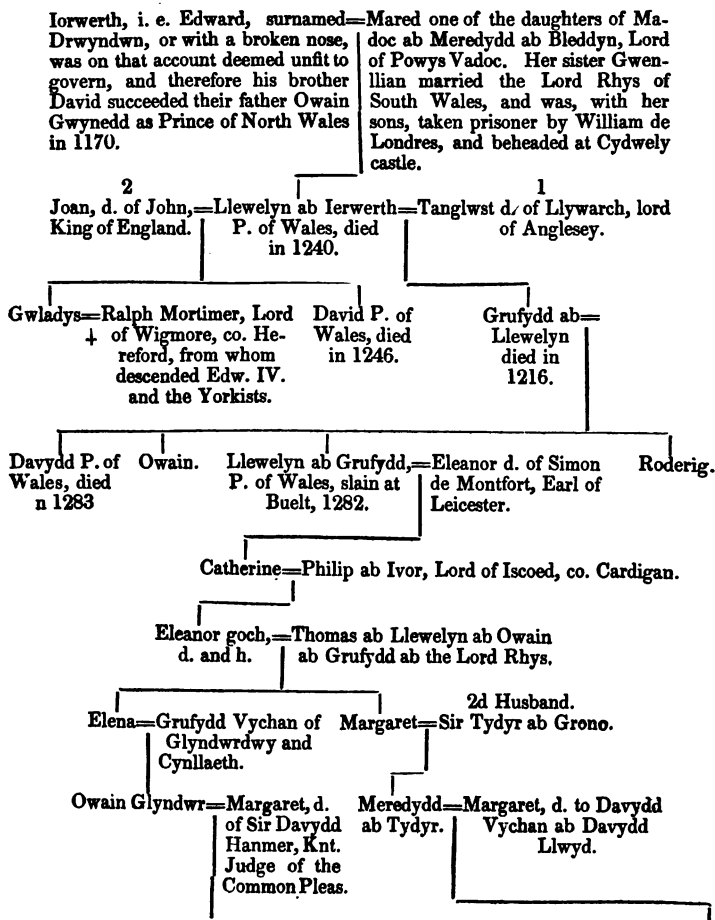 Iorwerth, i. e. Edward, surnamed=
Drwyndwn, or with a broken nose,
was on that account deemed unfit to
govern, and therefore his brother
David succeeded their father Owain
Gwynedd as Prince of North Wales
in 1170.
Mared one of the daughters of Ma-
doc ab Meredydd ab Bleddyn, Lord
of Powys Vadoc. Her sister Gwen-
llian married the Lord Rhys of
South Wales, and was, with her
sons, taken prisoner by William de
Londres, and beheaded at Cydwely
castle.
2
Joan, d. of John,=
King of England.
Llewelyn ab Ierwerth=
P. of Wales, died
in 1240.
1
Tanglwst d. of Llywarch, lord
of Anglesey.
Gwladys=
Ralph Mortimer, Lord
of Wigmore, co. He-
reford, from whom
descended Edw. IV.
and the Yorkists.
David P. of
Wales, died
in 1246.
Grufydd ab=
Llewelyn
died in
1216.
Davydd P. of
Wales, died
n 1283
Owain.
Llewelyn ab Grufydd,=
P. of Wales, slain at
Buelt, 1282.
Eleanor d. of Simon
de Montfort, Earl of
Leicester.
Roderig.
Catherine=Philip ab Ivor, Lord of Iscoed, co. Cardigan.
Eleanor goch,=
d. and h.
Thomas ab Llewelyn ab Owain
ab Grufydd ab the Lord Rhys.
Elena=
Grufydd Vychan of
Glyndwrdwy and
Cynllaeth.
2d Husband.
Margaret=Sir Tydyr ab Grono.
Owain Glyndwr=
Margaret, d.
of Sir Davydd
Hanmer, Knt.
Judge of the
Common Pleas.
Meredydd=
ab Tydyr.
Margaret, d. to Davydd
Vychan ab Davydd
Llwyd.